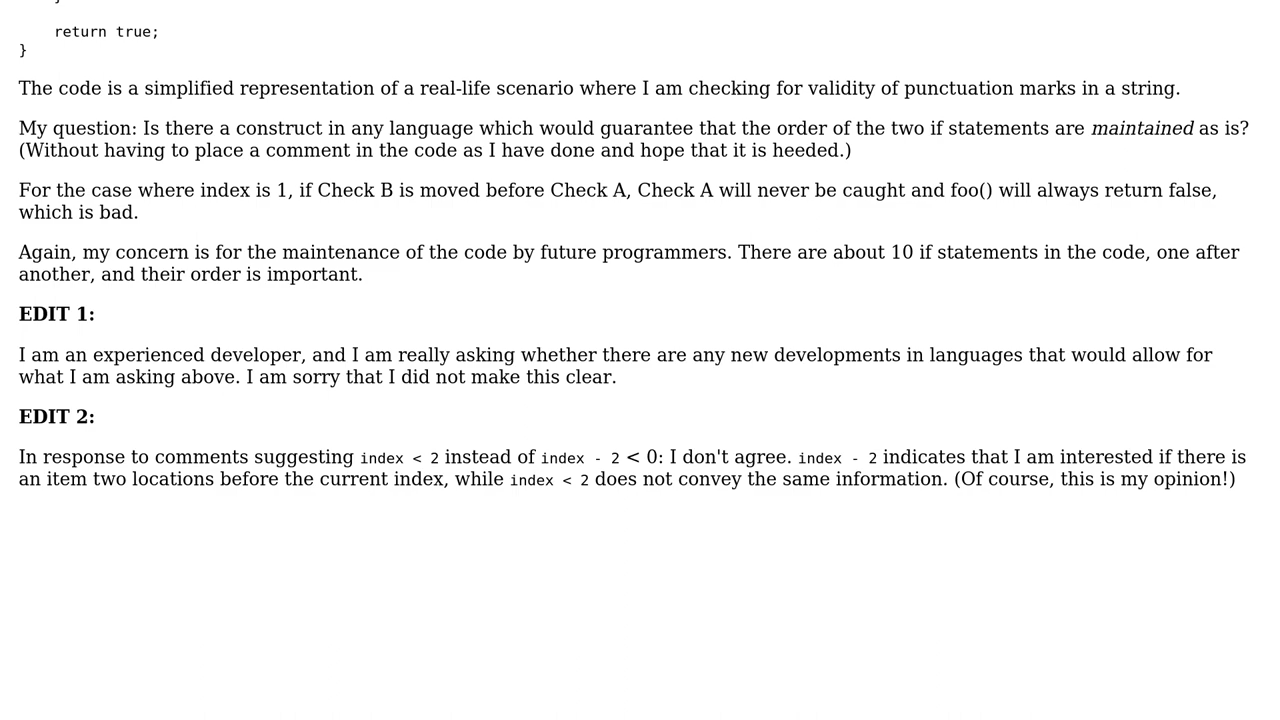 }
return true;
}
The code is a simplified representation of a real-life scenario where I am checking for validity of punctuation marks in a string.
My question: Is there a construct in any language which would guarantee that the order of the two if statements are maintained as is?
(Without having to place a comment in the code as I have done and hope that it is heeded.)
For the case where index is 1, if Check B is moved before Check A, Check A will never be caught and foo() will always return false,
which is bad.
Again, my concern is for the maintenance of the code by future programmers. There are about 10 if statements in the code, one after
another, and their order is important.
EDIT 1:
I am an experienced developer, and I am really asking whether there are any new developments in languages that would allow for
what I am asking above. I am sorry that I did not make this clear.
EDIT 2:
In response to comments suggesting index < 2 instead of index - 2 < 0: I don't agree. index - 2 indicates that I am interested if there is
an item two locations before the current index, while index < 2 does not convey the same information. (Of course, this is my opinion!)